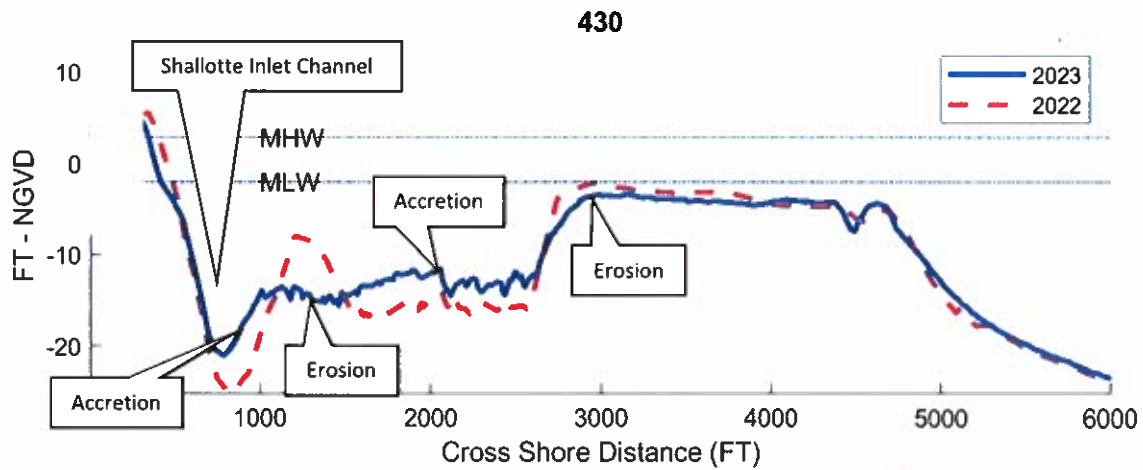 430
Shallotte Inlet Channel
2023
2022
10
0
-10
-20
FT - NGVD
MHW
MLW
Accretion
Erosion
Erosion
Accretion
1000
2000
3000
4000
5000
6000
Cross Shore Distance (FT)